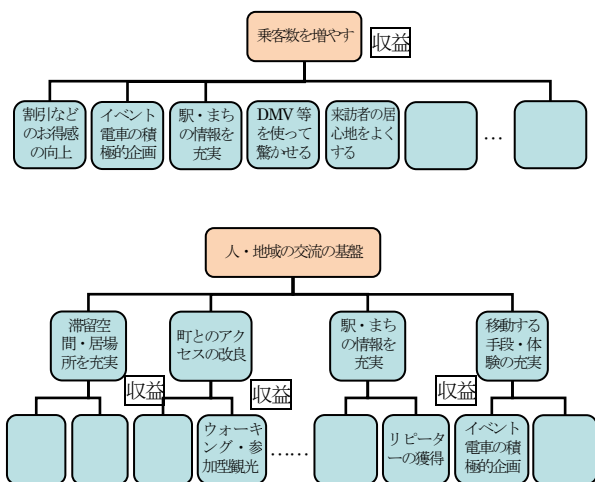 乗客数を増やす
収益
割引など
のお得感
の向上
イベント
電車の積
極的企画
駅・まち
の情報を
充実
DMV 等
を使って
驚かせる
来訪者の居
心地をよく
する
…
人・地域の交流の基盤
滞留空
間・居場
所を充実
町とのアク
セスの改良
駅・まち
の情報を
充実
移動する
手段・体
験の充実
収益
収益
収益
ウォーキ
ング・参
加型観光
……
リピータ
ーの獲得
イベント
電車の積
極的企画